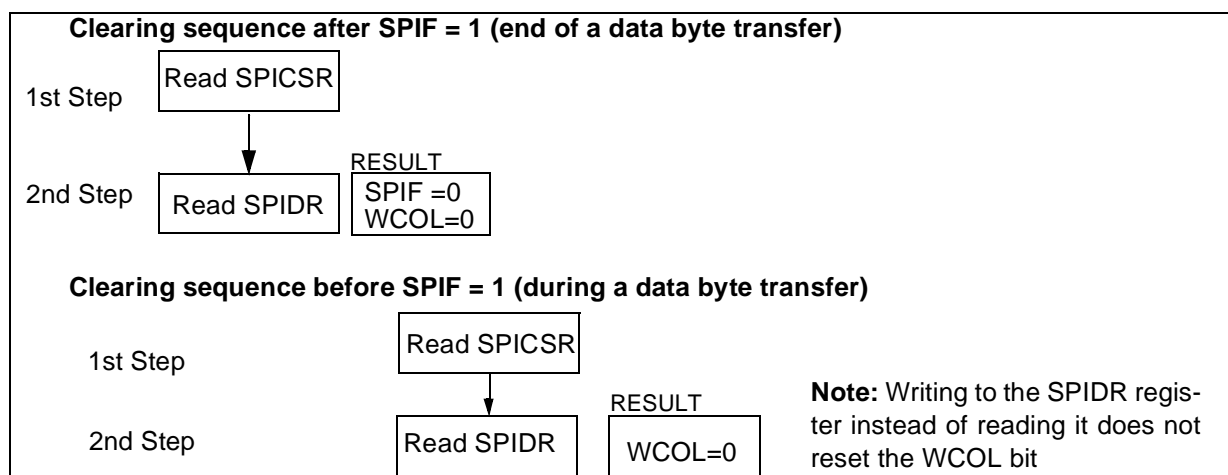 Clearing sequence after SPIF = 1 (end of a data byte transfer)
1st Step
Read SPICSR
2nd Step
Read SPIDR
RESULT
SPIF =0
WCOL=0
Clearing sequence before SPIF = 1 (during a data byte transfer)
1st Step
Read SPICSR
2nd Step
Read SPIDR
RESULT
WCOL=0
Note: Writing to the SPIDR regis-
ter instead of reading it does not
reset the WCOL bit